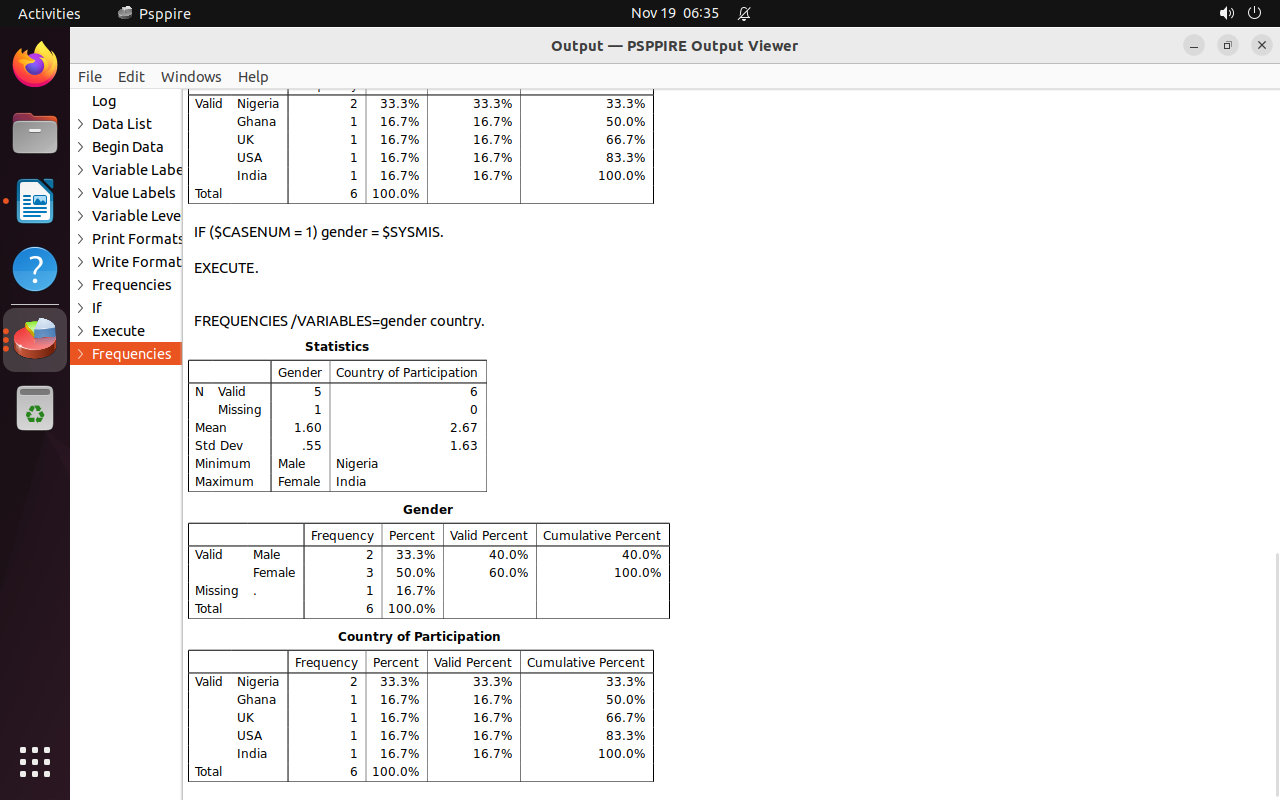 Activities Psppire Nov 19 06:35
Output — PSPPIRE Output Viewer
File Edit Windows Help
Log
Data List
Begin Data
Variable Labe
Value Labels
Variable Leve
Print Formats
Write Format
Frequencies
If
Execute
Frequencies
Valid Nigeria 2 33.3% 33.3% 33.3%
Ghana 1 16.7% 16.7% 50.0%
UK 1 16.7% 16.7% 66.7%
USA 1 16.7% 16.7% 83.3%
India 1 16.7% 16.7% 100.0%
Total 6 100.0%
IF ($CASENUM = 1) gender = $SYSMIS.
EXECUTE.
FREQUENCIES /VARIABLES=gender country.
Statistics
Gender Country of Participation
N Valid 5 6
Missing 1 0
Mean 1.60 2.67
Std Dev .55 1.63
Minimum Male Nigeria
Maximum Female India
Gender
Frequency Percent Valid Percent Cumulative Percent
Valid Male 2 33.3% 40.0% 40.0%
Female 3 50.0% 60.0% 100.0%
Missing . 1 16.7%
Total 6 100.0%
Country of Participation
Frequency Percent Valid Percent Cumulative Percent
Valid Nigeria 2 33.3% 33.3% 33.3%
Ghana 1 16.7% 16.7% 50.0%
UK 1 16.7% 16.7% 66.7%
USA 1 16.7% 16.7% 83.3%
India 1 16.7% 16.7% 100.0%
Total 6 100.0%